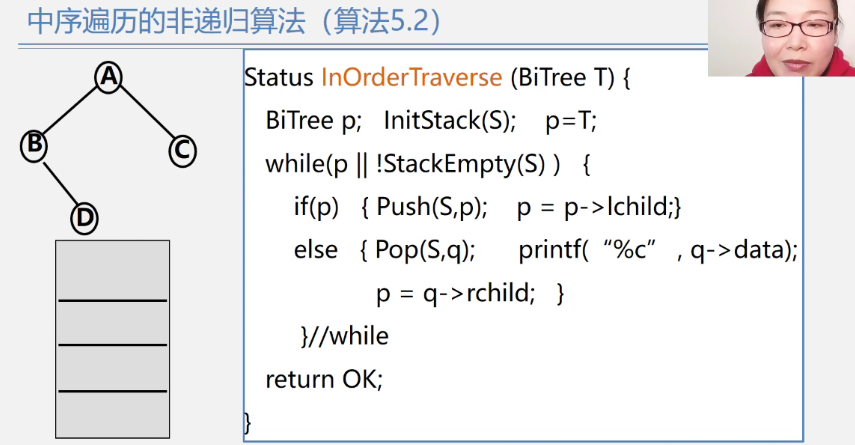 中序遍历的非递归算法（算法5.2）
A
B
C
D
Status InOrderTraverse (BiTree T) {
BiTree p; InitStack(S); p=T;
while(p || !StackEmpty(S) ) {
if(p) { Push(S,p); p = p->lchild;}
else { Pop(S,q); printf( “%c” , q->data);
p = q->rchild; }
}//while
return OK;
}